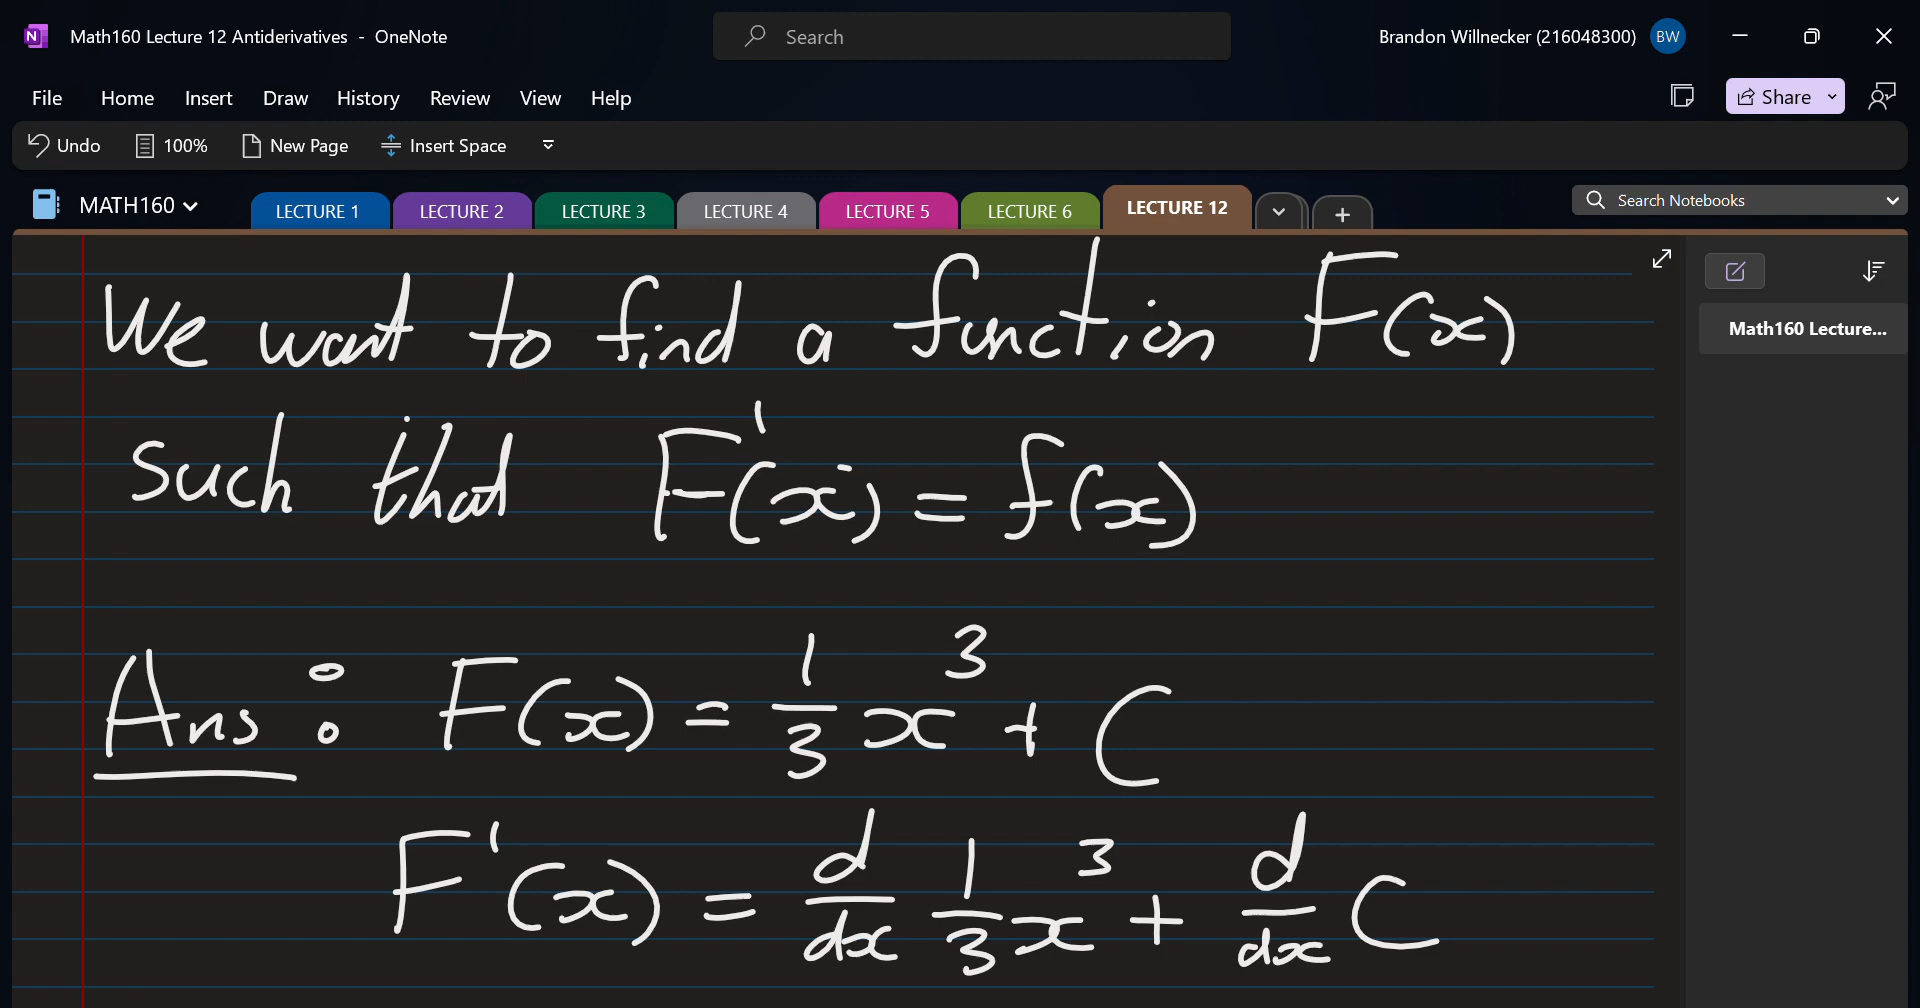 Math160 Lecture 12 Antiderivatives - OneNote
Search
Brandon Willnecker (216048300)
BW
File Home Insert Draw History Review View Help
Share
Undo 100% New Page Insert Space
MATH160
LECTURE 1 LECTURE 2 LECTURE 3 LECTURE 4 LECTURE 5 LECTURE 6 LECTURE 12 +
Search Notebooks
Math160 Lecture...
We want to find a function F(x)
Such that F'(x) = f(x)
Ans : F(x) = 1/3 x³ + C
F'(x) = d/dx 1/3 x³ + d/dx C